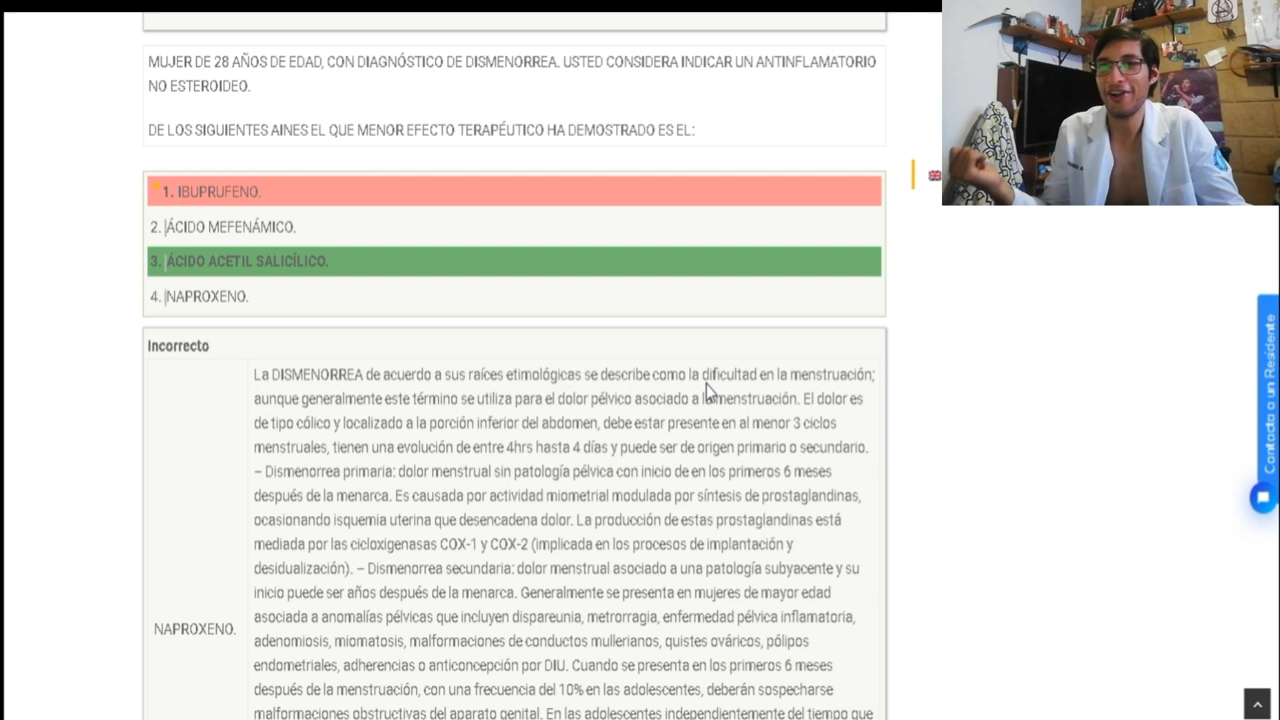 MUJER DE 28 AÑOS DE EDAD, CON DIAGNÓSTICO DE DISMENORREA. USTED CONSIDERA INDICAR UN ANTINFLAMATORIO
NO ESTEROIDEO.
DE LOS SIGUIENTES AINES EL QUE MENOR EFECTO TERAPÉUTICO HA DEMOSTRADO ES EL:
1. IBUPRUFENO.
2. ÁCIDO MEFENÁMICO.
3. ÁCIDO ACETIL SALICÍLICO.
4. NAPROXENO.
Incorrecto
NAPROXENO.
La DISMENORREA de acuerdo a sus raíces etimológicas se describe como la dificultad en la menstruación;
aunque generalmente este término se utiliza para el dolor pélvico asociado a la menstruación. El dolor es
de tipo cólico y localizado a la porción inferior del abdomen, debe estar presente en al menor 3 ciclos
menstruales, tienen una evolución de entre 4hrs hasta 4 días y puede ser de origen primario o secundario.
– Dismenorrea primaria: dolor menstrual sin patología pélvica con inicio de en los primeros 6 meses
después de la menarca. Es causada por actividad miometrial modulada por síntesis de prostaglandinas,
ocasionando isquemia uterina que desencadena dolor. La producción de estas prostaglandinas está
mediada por las cicloxigenasas COX-1 y COX-2 (implicada en los procesos de implantación y
desidualización). – Dismenorrea secundaria: dolor menstrual asociado a una patología subyacente y su
inicio puede ser años después de la menarca. Generalmente se presenta en mujeres de mayor edad
asociada a anomalías pélvicas que incluyen dispareunia, metrorragia, enfermedad pélvica inflamatoria,
adenomiosis, miomatosis, malformaciones de conductos mullerianos, quistes ováricos, pólipos
endometriales, adherencias o anticoncepción por DIU. Cuando se presenta en los primeros 6 meses
después de la menstruación, con una frecuencia del 10% en las adolescentes, deberán sospecharse
malformaciones obstructivas del aparato genital. En las adolescentes independientemente del tiempo que
Contacta a un Residente